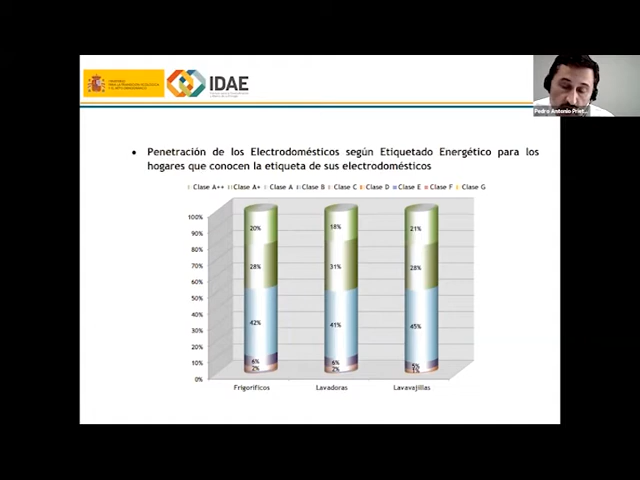 IDAE
Pedro Antonio Priet...
• Penetración de los Electrodomésticos según Etiquetado Energético para los
hogares que conocen la etiqueta de sus electrodomésticos
Clase A++ Clase A+ Clase A Clase B Clase C Clase D Clase E Clase F Clase G
100%
90%
80%
70%
60%
50%
40%
30%
20%
10%
0%
20% 18% 21%
28% 31% 28%
42% 41% 45%
6% 6% 5%
2% 2% 1%
Frigoríficos Lavadoras Lavavajillas